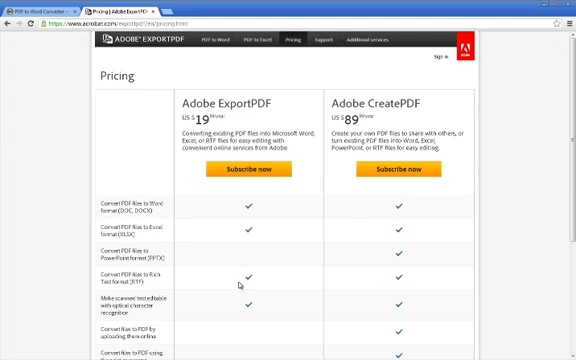 PDF to Word Converter
Pricing | Adobe ExportPDF
https://www.acrobat.com/exportpdf/en/pricing.html
ADOBE® EXPORTPDF
PDF to Word
PDF to Excel
Pricing
Support
Additional services
Sign in
Adobe
Pricing
Adobe ExportPDF
US $ 19 99/year
Converting existing PDF files into Microsoft Word,
Excel, or RTF files for easy editing with
convenient online services from Adobe.
Subscribe now
Adobe CreatePDF
US $ 89 99/year
Create your own PDF files to share with others, or
turn existing PDF files into Word, Excel,
PowerPoint, or RTF files for easy editing.
Subscribe now
Convert PDF files to Word
format (DOC, DOCX)
Convert PDF files to Excel
format (XLSX)
Convert PDF files to
PowerPoint format (PPTX)
Convert PDF files to Rich
Text format (RTF)
Make scanned text editable
with optical character
recognition
Convert files to PDF by
uploading them online
Convert files to PDF using